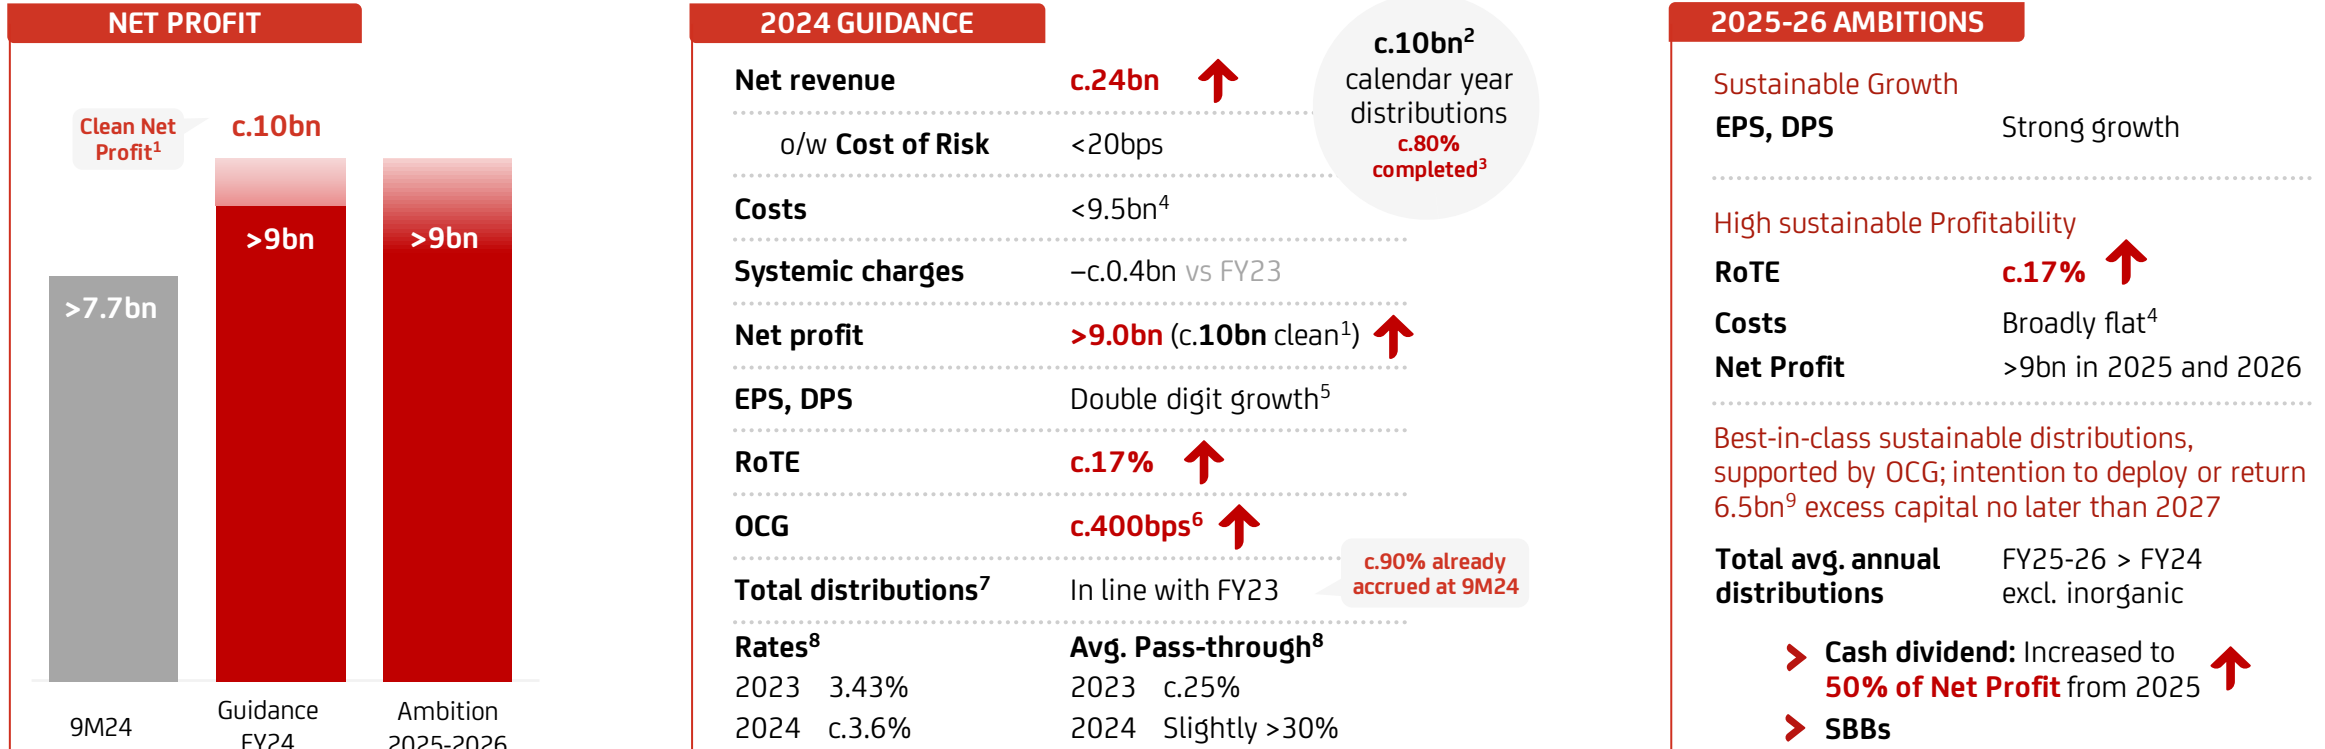 NET PROFIT
Clean Net
Profit¹
c.10bn
>7.7bn
>9bn
>9bn
9M24
Guidance
FY24
Ambition
2025-2026
2024 GUIDANCE
Net revenue c.24bn
o/w Cost of Risk <20bps
Costs <9.5bn⁴
Systemic charges –c.0.4bn vs FY23
Net profit >9.0bn (c.10bn clean¹)
EPS, DPS Double digit growth⁵
RoTE c.17%
OCG c.400bps⁶
Total distributions⁷ In line with FY23
Rates⁸ Avg. Pass-through⁸
2023 3.43% 2023 c.25%
2024 c.3.6% 2024 Slightly >30%
c.10bn²
calendar year
distributions
c.80%
completed³
c.90% already
accrued at 9M24
2025-26 AMBITIONS
Sustainable Growth
EPS, DPS Strong growth
High sustainable Profitability
RoTE c.17%
Costs Broadly flat⁴
Net Profit >9bn in 2025 and 2026
Best-in-class sustainable distributions,
supported by OCG; intention to deploy or return
6.5bn⁹ excess capital no later than 2027
Total avg. annual FY25-26 > FY24
distributions excl. inorganic
Cash dividend: Increased to
50% of Net Profit from 2025
SBBs